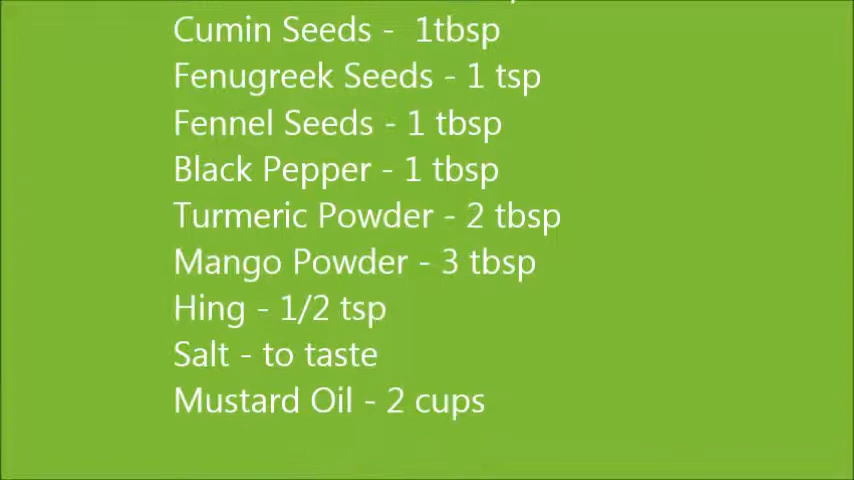 Cumin Seeds -  1tbsp
Fenugreek Seeds - 1 tsp
Fennel Seeds - 1 tbsp
Black Pepper - 1 tbsp
Turmeric Powder - 2 tbsp
Mango Powder - 3 tbsp
Hing - 1/2 tsp
Salt - to taste
Mustard Oil - 2 cups